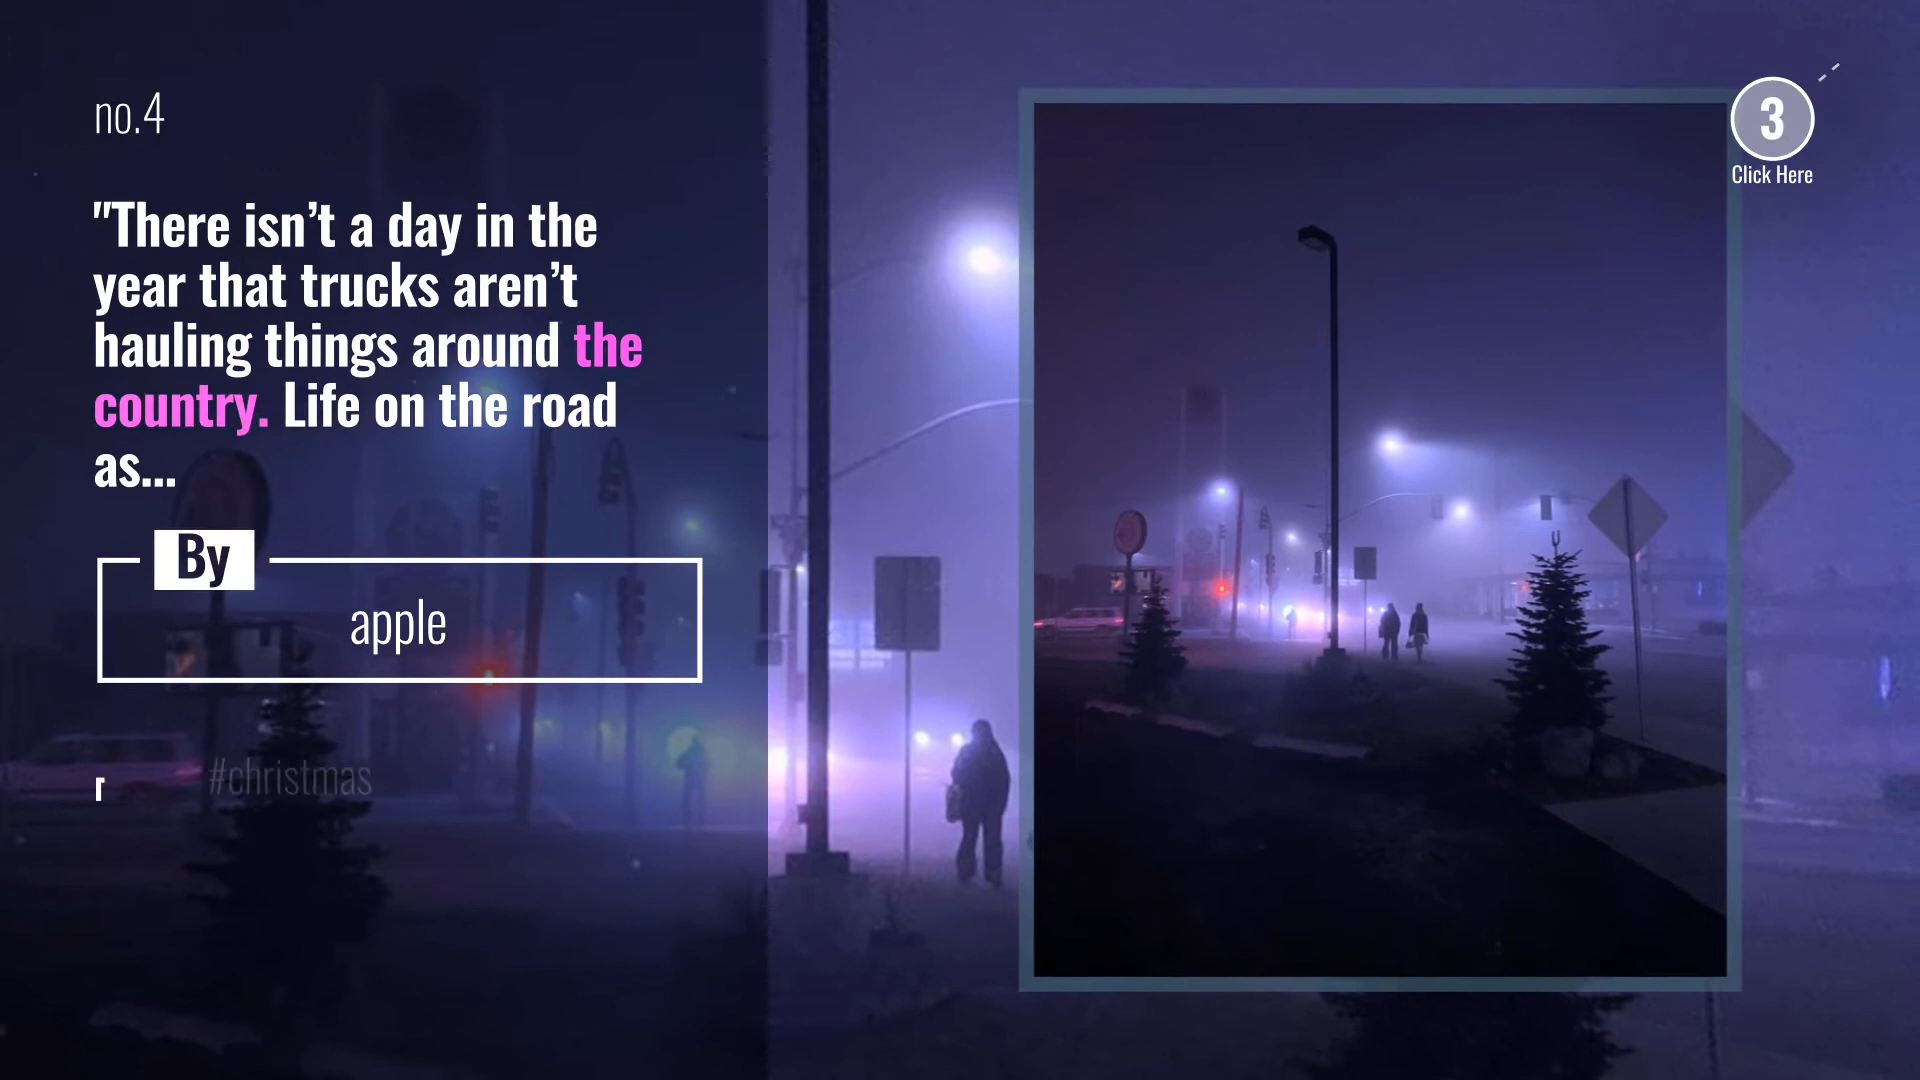 no.4
"There isn’t a day in the
year that trucks aren’t
hauling things around the
country. Life on the road
as...
By
apple
r
#christmas
3
Click Here